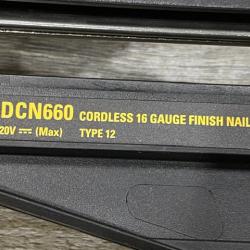 DCN660 CORDLESS 16 GAUGE FINISH NAIL
20V ⎓ (Max) TYPE 12